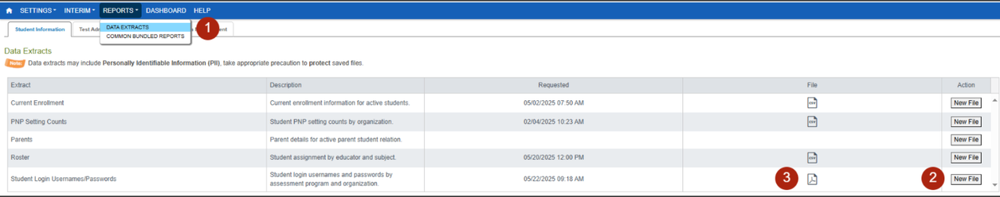 SETTINGS INTERIM REPORTS DASHBOARD HELP
Student Information Test Adm DATA EXTRACTS 1 ent
COMMON BUNDLED REPORTS
Data Extracts
Note: Data extracts may include Personally Identifiable Information (PII), take appropriate precaution to protect saved files.
Extract Description Requested File Action
Current Enrollment Current enrollment information for active students. 05/02/2025 07:50 AM CSV New File
PNP Setting Counts Student PNP setting counts by organization. 02/04/2025 10:23 AM CSV New File
Parents Parent details for active parent student relation. New File
Roster Student assignment by educator and subject. 05/20/2025 12:00 PM CSV New File
Student Login Usernames/Passwords Student login usernames and passwords by
assessment program and organization. 05/22/2025 09:18 AM 3 2 New File